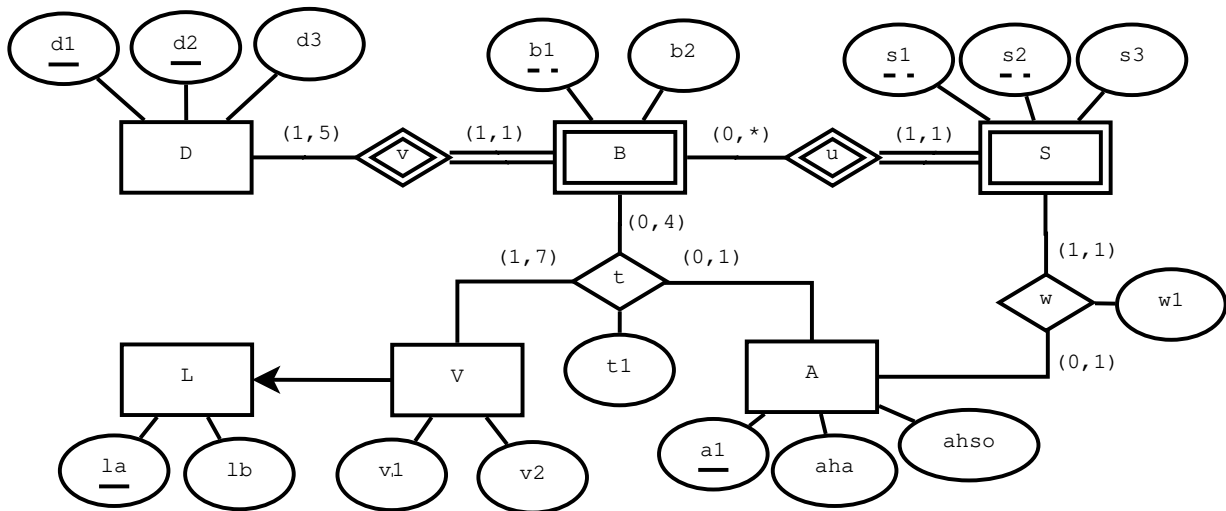 d1 d2 d3 b1 b2 s1 s2 s3
(1,5) (1,1) (0,*) (1,1)
D v B u S
(0,4)
(1,7) (0,1) (1,1)
t w w1
(0,1)
L V t1 A
la lb v1 v2 a1 aha ahso